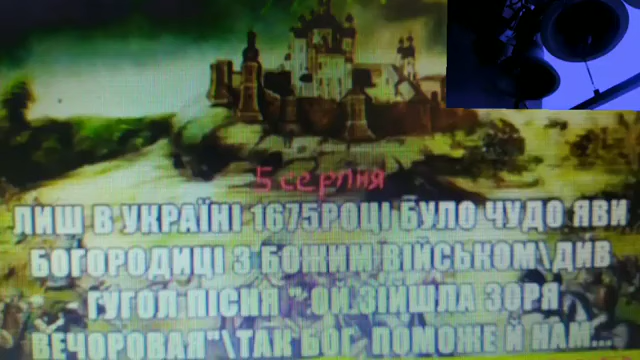 5 серпня
ЛИШ В УКРАЇНІ 1675РОЦІ БУЛО ЧУДО ЯВИ
БОГОРОДИЦІ З БОЖИМ ВІЙСЬКОМ\ДИВ
ГУГОЛ ПІСНЯ " ОЙ ЗІЙШЛА ЗОРЯ
ВЕЧОРОВАЯ"\ТАК БОГ ПОМОЖЕ Й НАМ...